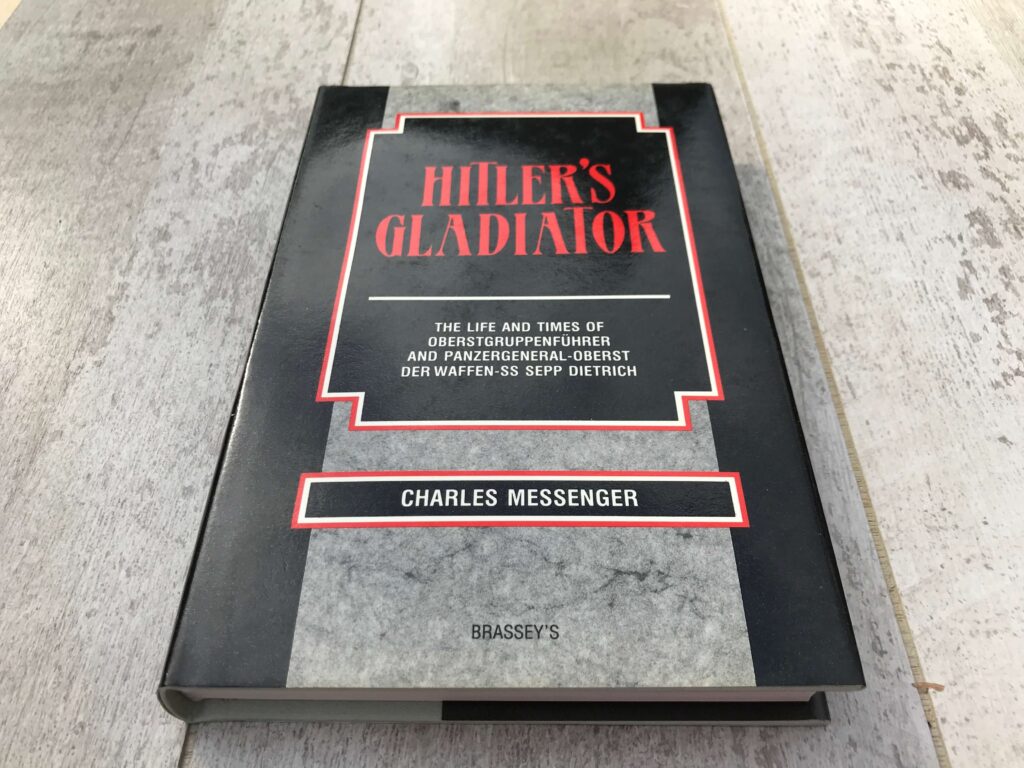 HITLER'S
GLADIATOR
THE LIFE AND TIMES OF
OBERSTGRUPPENFÜHRER
AND PANZERGENERAL-OBERST
DER WAFFEN-SS SEPP DIETRICH
CHARLES MESSENGER
BRASSEY'S